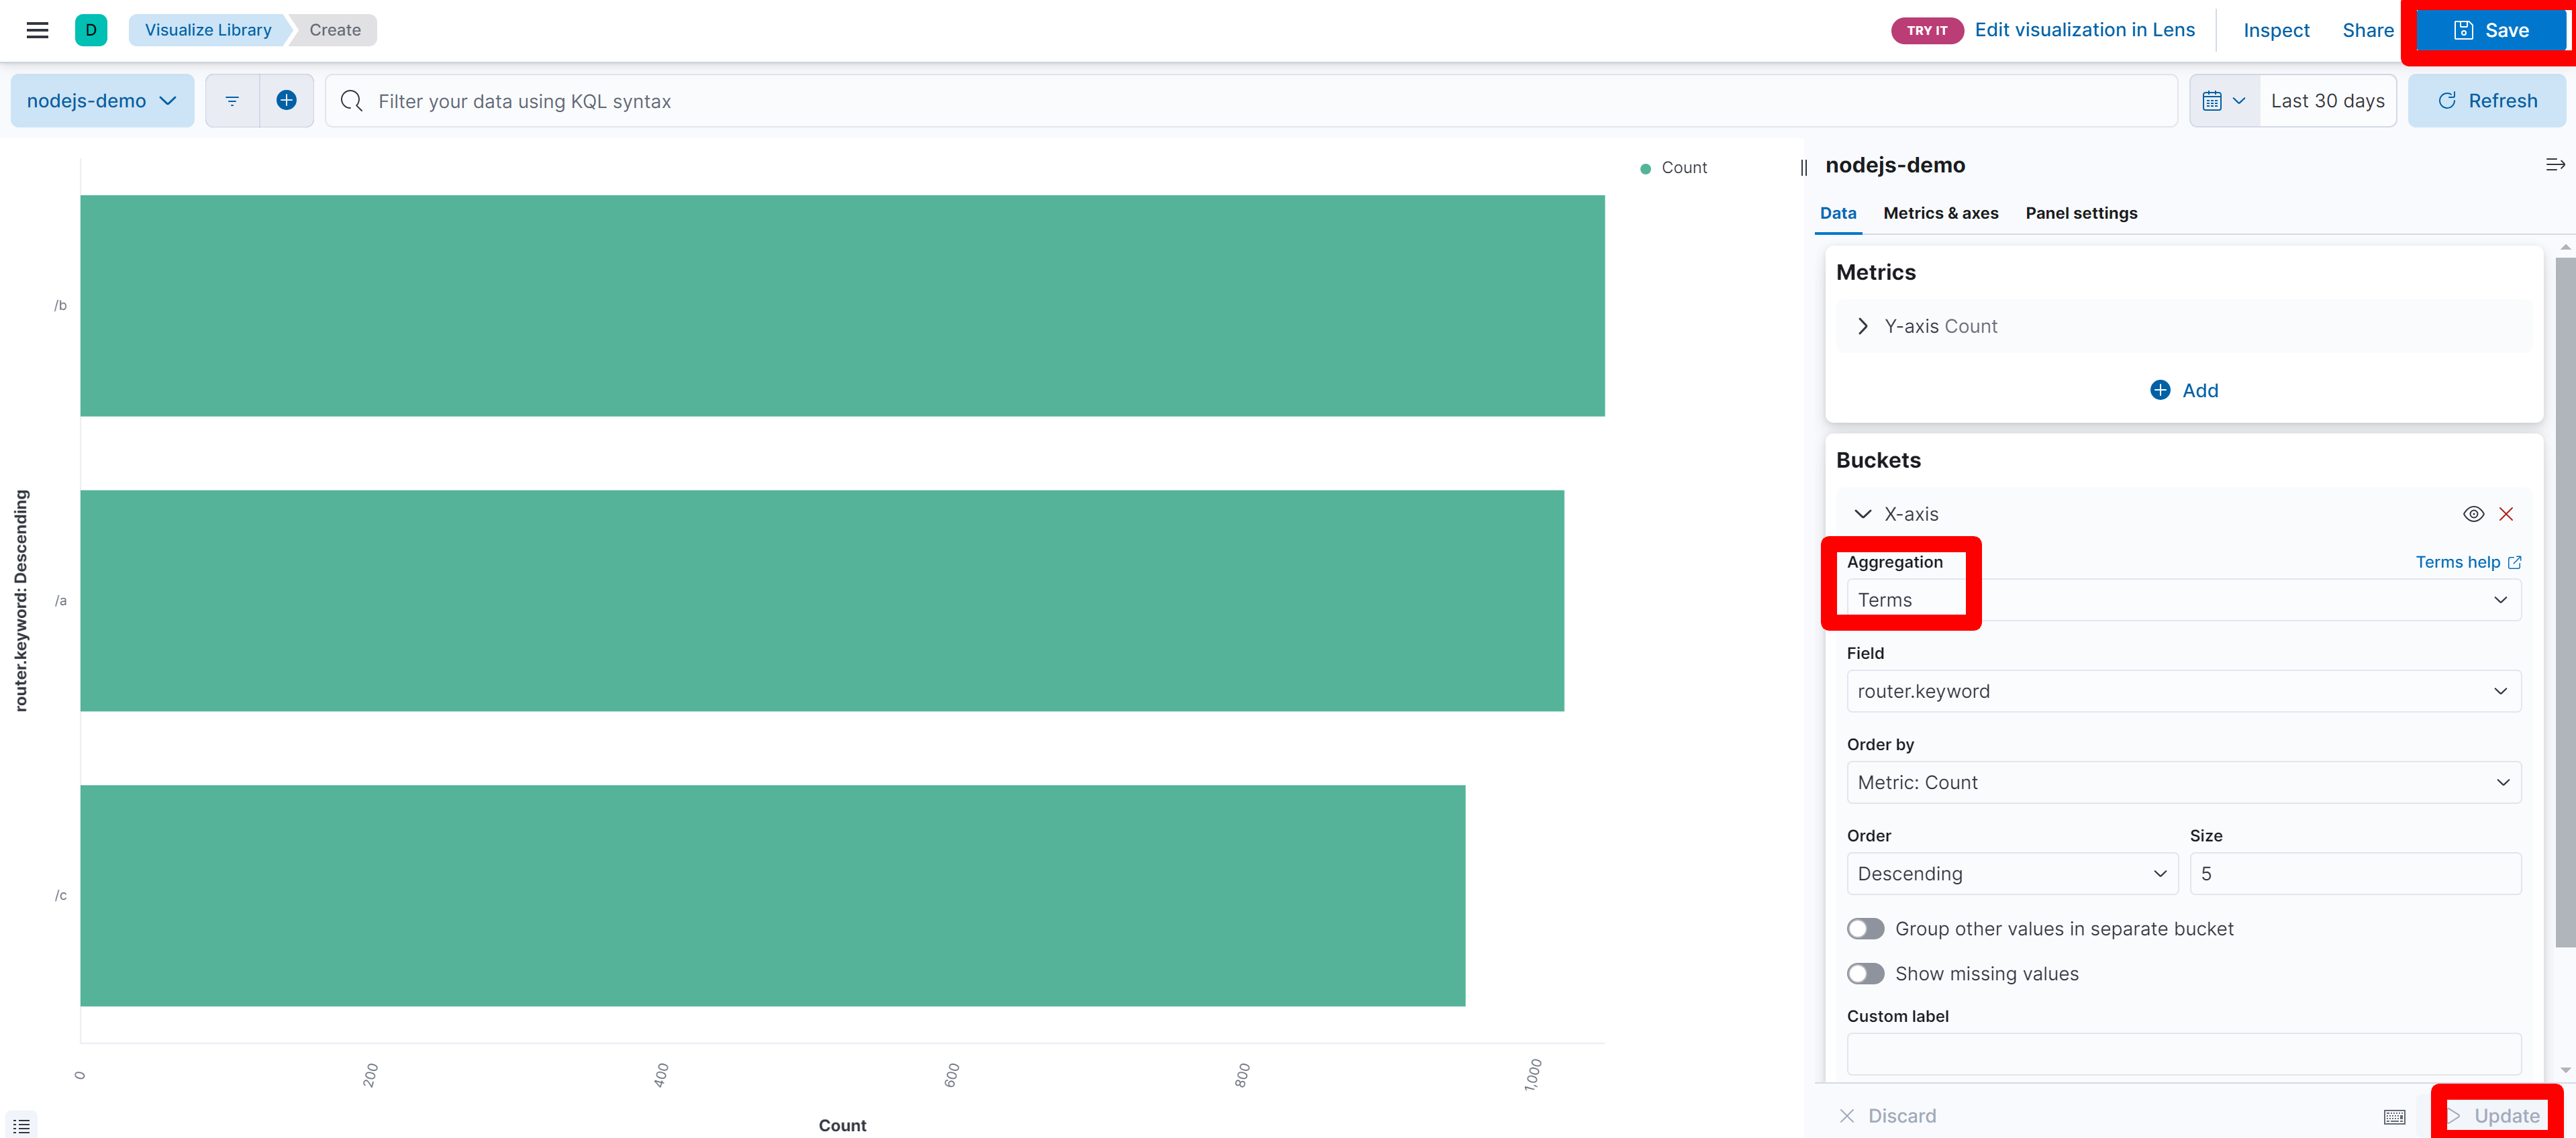 D
Visualize Library
Create
TRY IT
Edit visualization in Lens
Inspect
Share
Save
nodejs-demo
Filter your data using KQL syntax
Last 30 days
Refresh
router.keyword: Descending
/b
/a
/c
0
200
400
600
800
1,000
Count
Count
nodejs-demo
Data
Metrics & axes
Panel settings
Metrics
Y-axis Count
Add
Buckets
X-axis
Aggregation
Terms help
Terms
Field
router.keyword
Order by
Metric: Count
Order
Size
Descending
5
Group other values in separate bucket
Show missing values
Custom label
Discard
Update